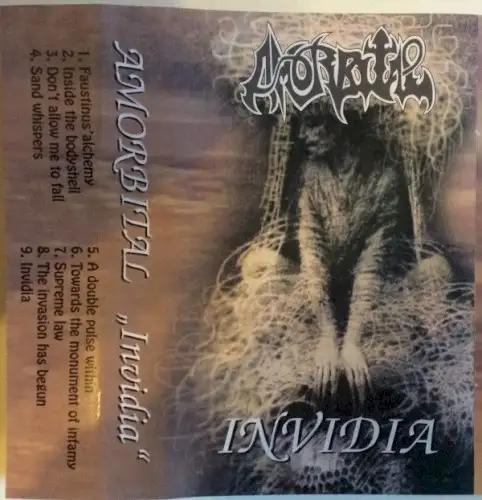 AMORBITAL
INVIDIA
AMORBITAL „Invidia“
1. Faustinus'alchemy
2. Inside the bodyshell
3. Don't allow me to fall
4. Sand whispers
5. A double pulse within
6. Towards the monument of infamy
7. Supreme law
8. The invasion has begun
9. Invidia